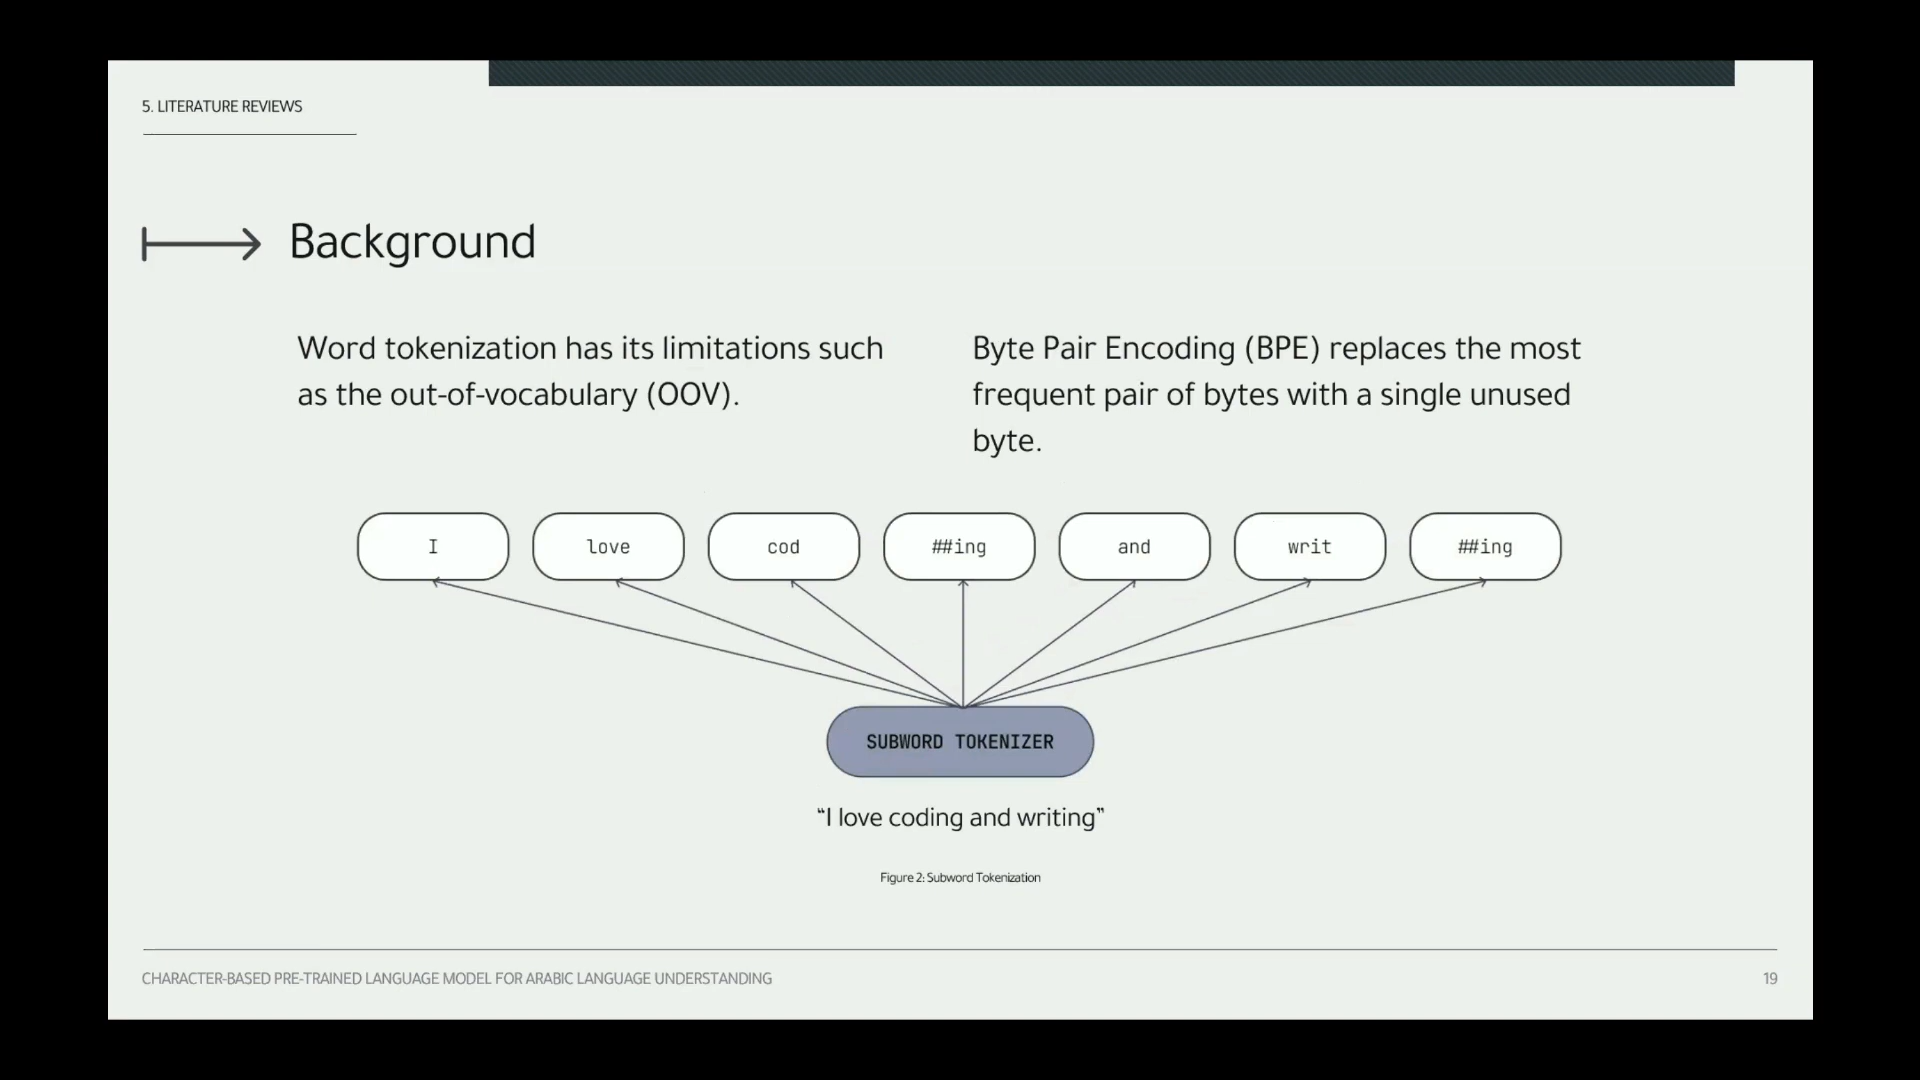 5. LITERATURE REVIEWS
Background
Word tokenization has its limitations such
as the out-of-vocabulary (OOV).
Byte Pair Encoding (BPE) replaces the most
frequent pair of bytes with a single unused
byte.
I love cod ##ing and writ ##ing
SUBWORD TOKENIZER
“I love coding and writing”
Figure 2: Subword Tokenization
CHARACTER-BASED PRE-TRAINED LANGUAGE MODEL FOR ARABIC LANGUAGE UNDERSTANDING 19